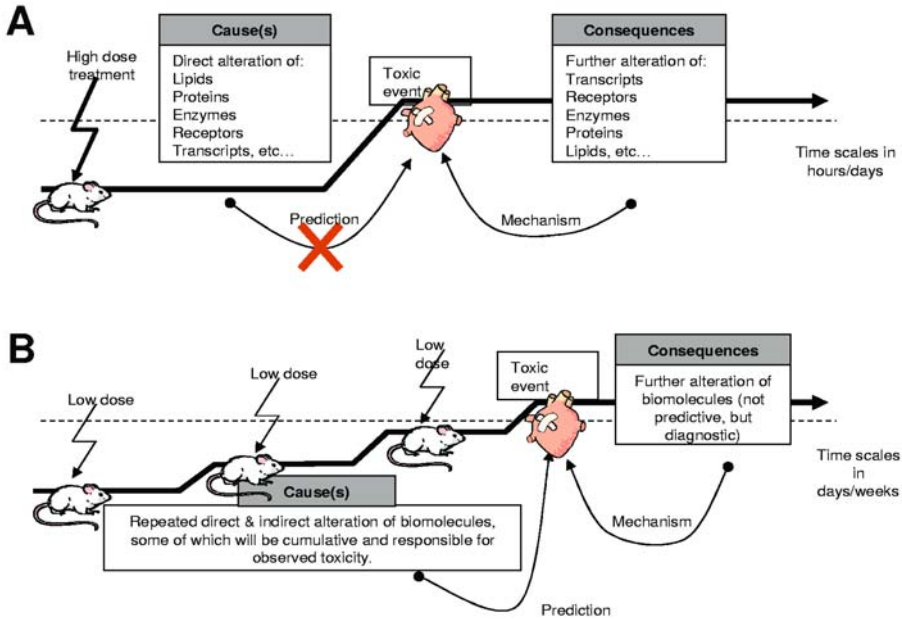 A
High dose
treatment
Cause(s)
Direct alteration of:
Lipids
Proteins
Enzymes
Receptors
Transcripts, etc...
Toxic
event
Consequences
Further alteration of:
Transcripts
Receptors
Enzymes
Proteins
Lipids, etc...
Time scales in
hours/days
Prediction
Mechanism
B
Low dose
Low dose
Low
dose
Toxic
event
Consequences
Further alteration of
biomolecules (not
predictive, but
diagnostic)
Time scales
in
days/weeks
Cause(s)
Repeated direct & indirect alteration of biomolecules,
some of which will be cumulative and responsible for
observed toxicity.
Mechanism
Prediction